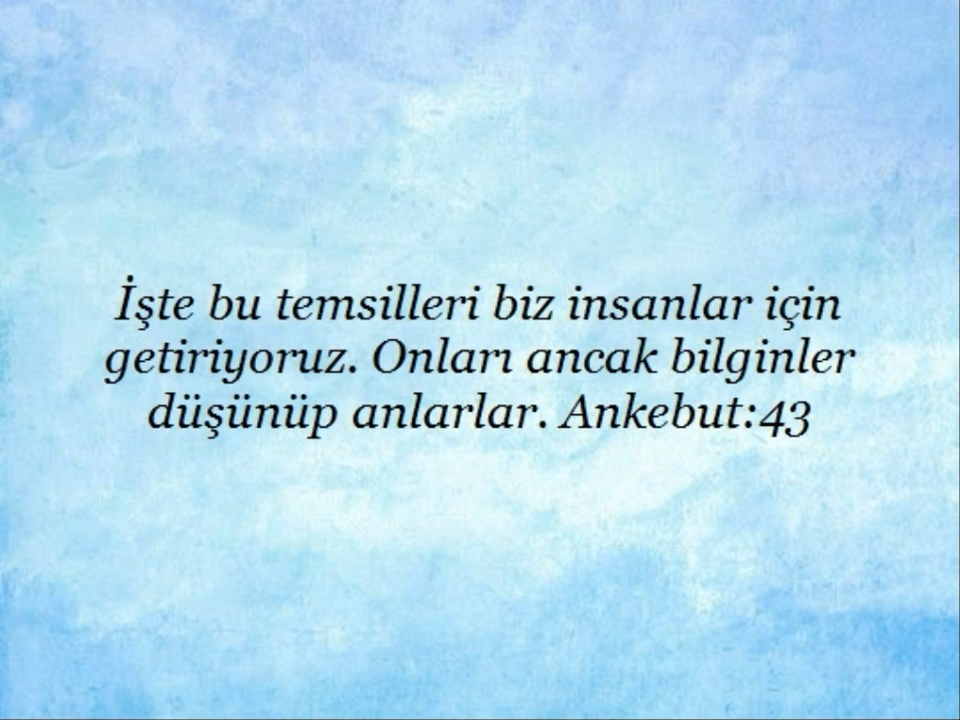 İşte bu temsilleri biz insanlar için
getiriyoruz. Onları ancak bilginler
düşünüp anlarlar. Ankebut:43